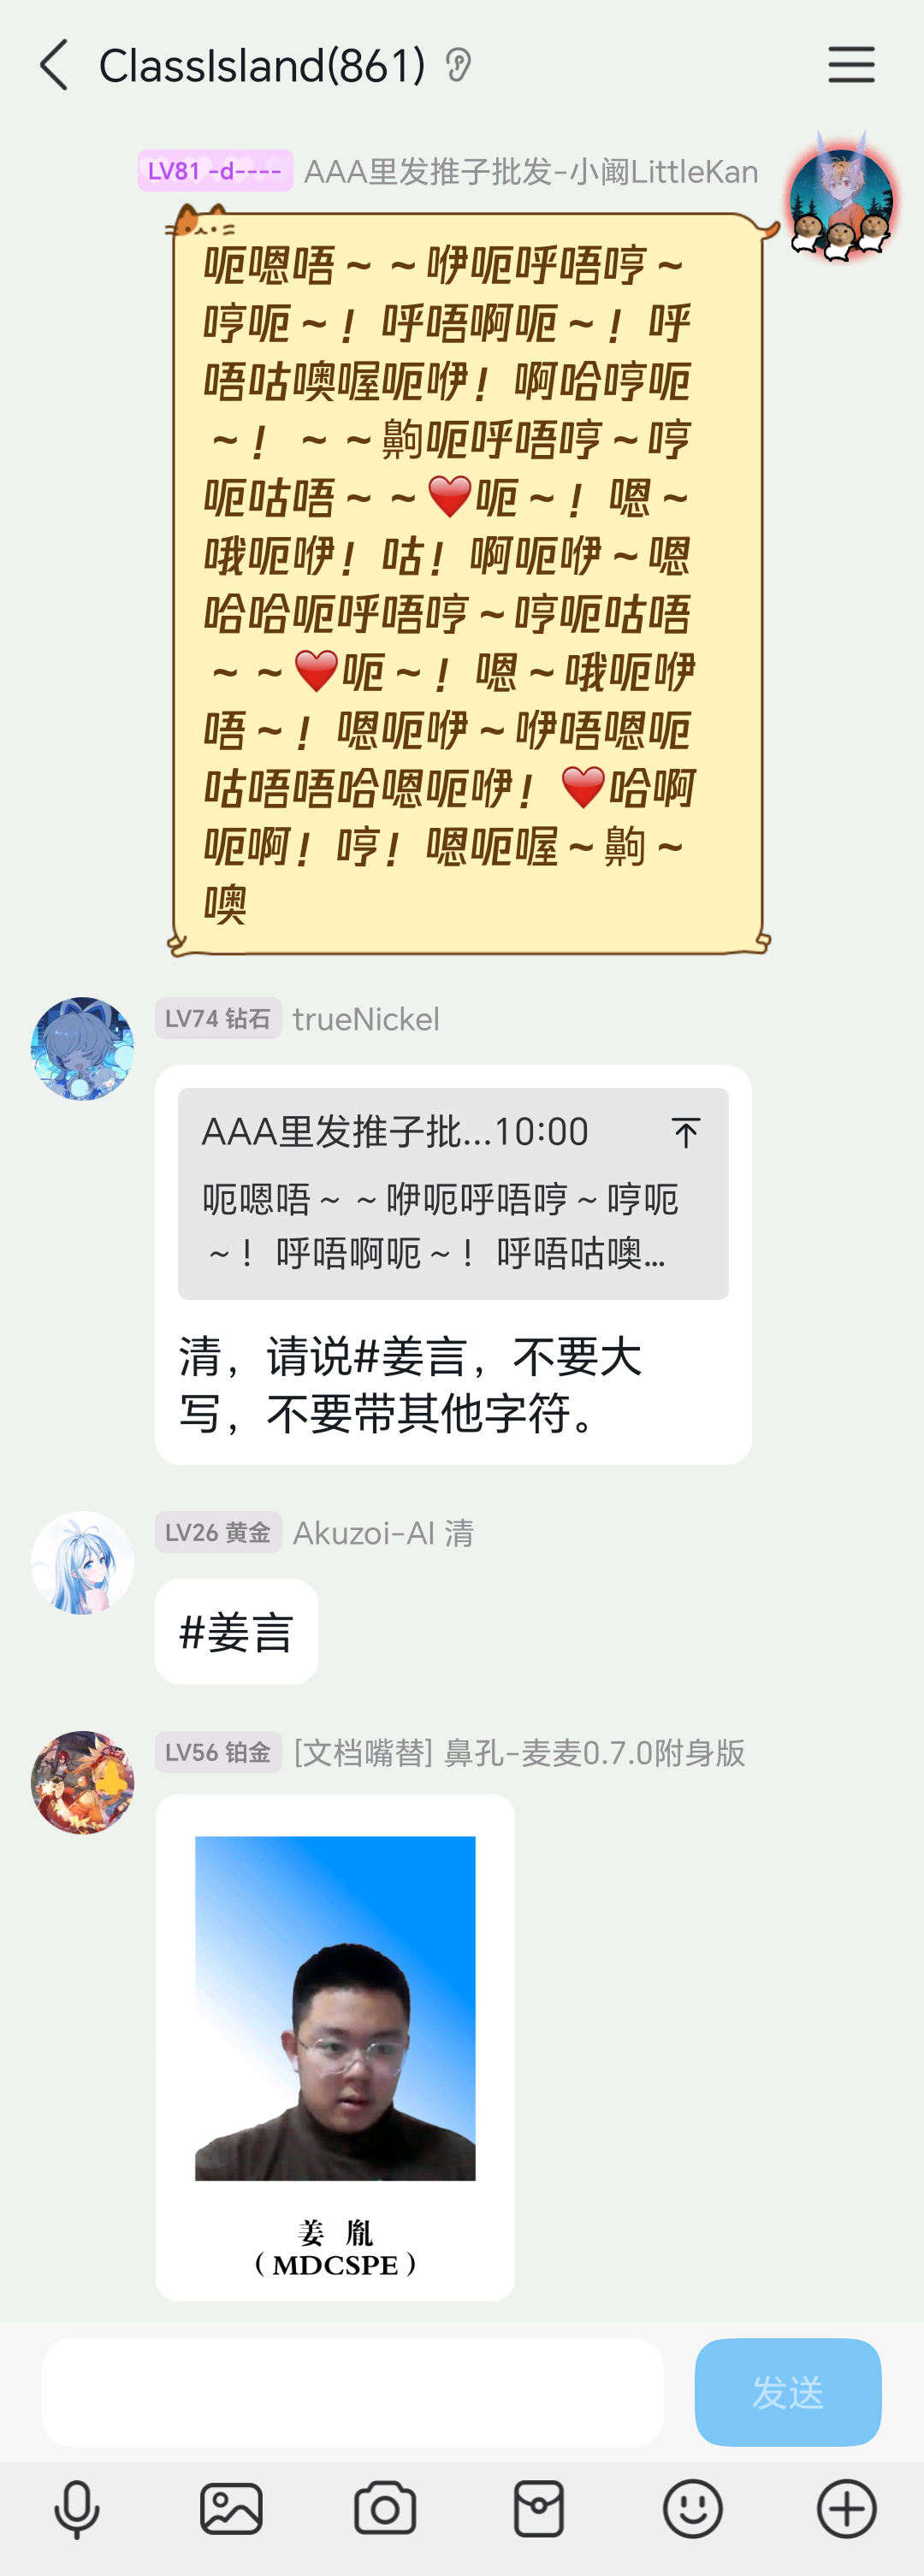 ClassIsland(861)
LV81 -d---- AAA里发推子批发-小阚LittleKan
呃嗯唔～～咿呃呼唔哼～
哼呃～！呼唔啊呃～！呼
唔咕噢喔呃咿！啊哈哼呃
～！～～齁呃呼唔哼～哼
呃咕唔～～❤️呃～！嗯～
哦呃咿！咕！啊呃咿～嗯
哈哈呃呼唔哼～哼呃咕唔
～～❤️呃～！嗯～哦呃咿
唔～！嗯呃咿～咿唔嗯呃
咕唔唔哈嗯呃咿！❤️哈啊
呃啊！哼！嗯呃喔～齁～
噢
LV74 钻石 trueNickel
AAA里发推子批...10:00
呃嗯唔～～咿呃呼唔哼～哼呃
～！呼唔啊呃～！呼唔咕噢...
清，请说#姜言，不要大
写，不要带其他字符。
LV26 黄金 Akuzoi-AI 清
#姜言
LV56 铂金 [文档嘴替] 鼻孔-麦麦0.7.0附身版
姜 胤
（MDCSPE）
发送